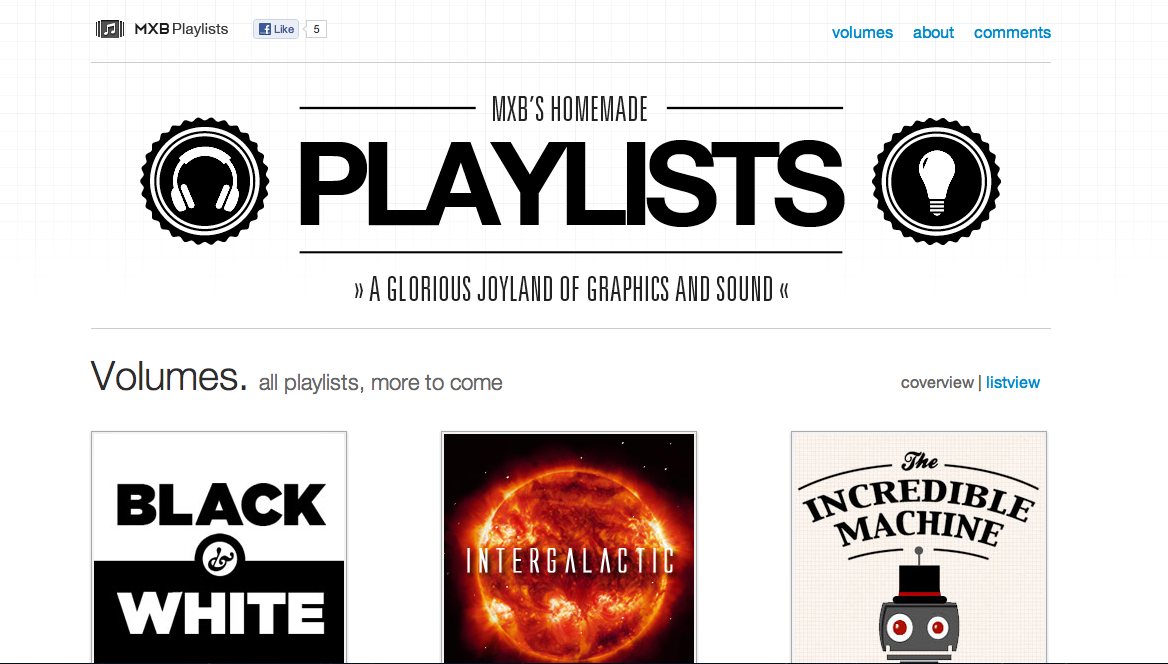 MXB Playlists Like 5 volumes about comments
MXB'S HOMEMADE
PLAYLISTS
» A GLORIOUS JOYLAND OF GRAPHICS AND SOUND «
Volumes. all playlists, more to come coverview | listview
BLACK
&
WHITE
INTERGALACTIC
The
INCREDIBLE
MACHINE